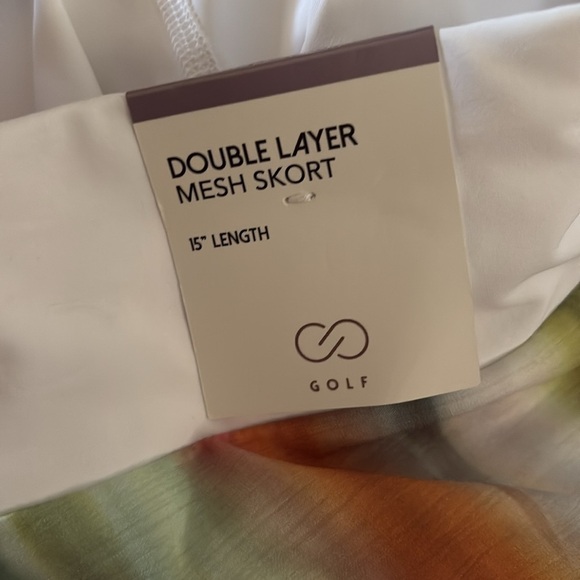 DOUBLE LAYER
MESH SKORT
15" LENGTH
GOLF